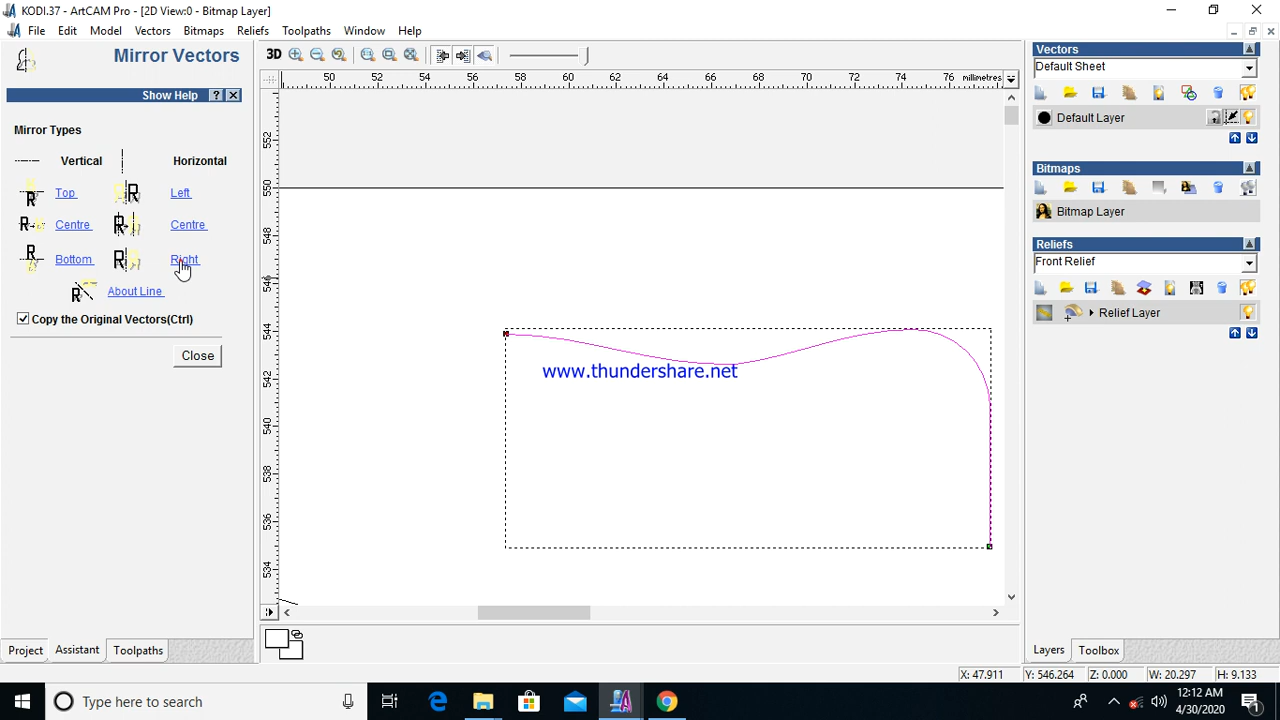 KODI.37 - ArtCAM Pro - [2D View:0 - Bitmap Layer]
File Edit Model Vectors Bitmaps Reliefs Toolpaths Window Help
Mirror Vectors
Show Help ?
Mirror Types
Vertical Horizontal
Top Left
Centre Centre
Bottom Right
About Line
Copy the Original Vectors(Ctrl)
Close
Project Assistant Toolpaths
3D
50 52 54 56 58 60 62 64 66 68 70 72 74 76 millimetres
552
550
548
546
544
542
540
538
536
534
www.thundershare.net
Vectors
Default Sheet
Default Layer
Bitmaps
Bitmap Layer
Reliefs
Front Relief
Relief Layer
Layers Toolbox
X: 47.911 Y: 546.264 Z: 0.000 W: 20.297 H: 9.133
Type here to search
12:12 AM
4/30/2020
1